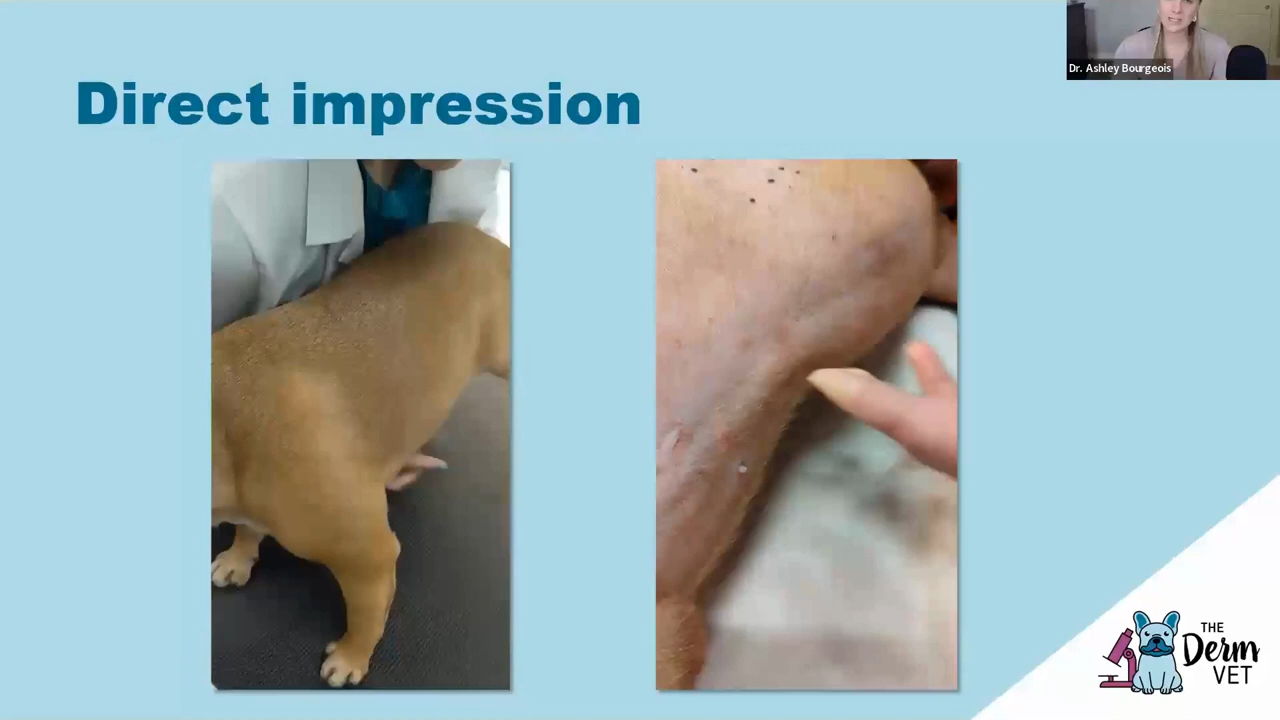 Dr. Ashley Bourgeois
Direct impression
THE
Derm
VET